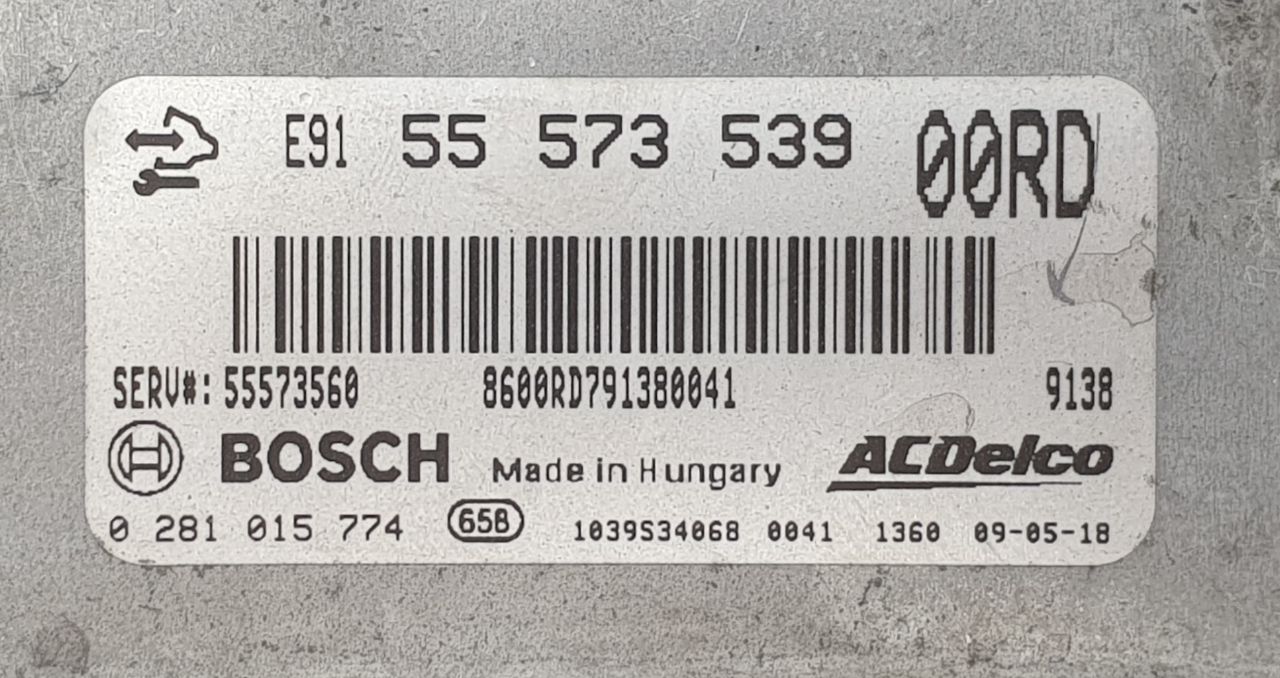 E91 55 573 539 00RD
SERV#: 55573560 8600RD791380041 9138
BOSCH Made in Hungary ACDelco
0 281 015 774 65B 1039S34068 0041 1360 09-05-18